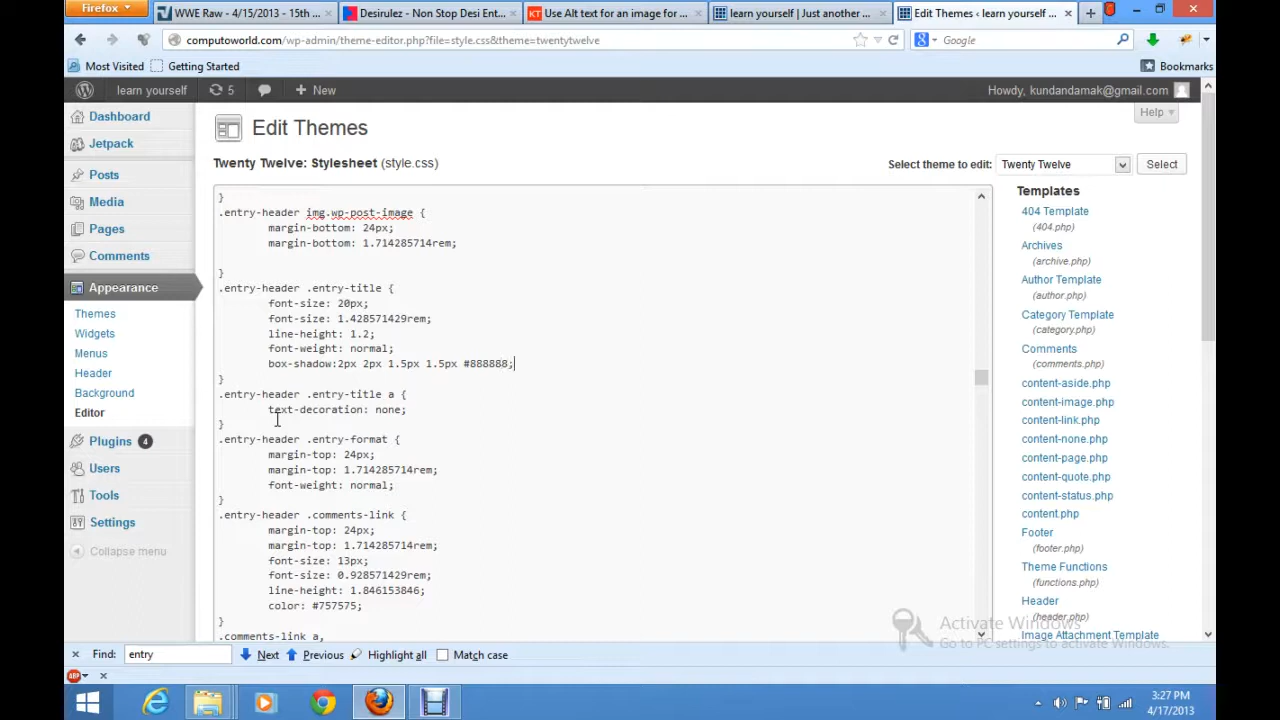 Firefox
WWE Raw - 4/15/2013 - 15th ...
Desirulez - Non Stop Desi Ent...
Use Alt text for an image for ...
learn yourself | Just another ...
Edit Themes ‹ learn yourself ...
computoworld.com/wp-admin/theme-editor.php?file=style.css&theme=twentytwelve
Google
Most Visited
Getting Started
Bookmarks
learn yourself
5
New
Howdy, kundandamak@gmail.com
Help
Dashboard
Jetpack
Posts
Media
Pages
Comments
Appearance
Themes
Widgets
Menus
Header
Background
Editor
Plugins 4
Users
Tools
Settings
Collapse menu
Edit Themes
Twenty Twelve: Stylesheet (style.css)
Select theme to edit: Twenty Twelve Select
}
.entry-header img.wp-post-image {
margin-bottom: 24px;
margin-bottom: 1.714285714rem;
}
.entry-header .entry-title {
font-size: 20px;
font-size: 1.428571429rem;
line-height: 1.2;
font-weight: normal;
box-shadow:2px 2px 1.5px 1.5px #888888;
}
.entry-header .entry-title a {
text-decoration: none;
}
.entry-header .entry-format {
margin-top: 24px;
margin-top: 1.714285714rem;
font-weight: normal;
}
.entry-header .comments-link {
margin-top: 24px;
margin-top: 1.714285714rem;
font-size: 13px;
font-size: 0.928571429rem;
line-height: 1.846153846;
color: #757575;
}
.comments-link a,
Templates
404 Template
(404.php)
Archives
(archive.php)
Author Template
(author.php)
Category Template
(category.php)
Comments
(comments.php)
content-aside.php
content-image.php
content-link.php
content-none.php
content-page.php
content-quote.php
content-status.php
content.php
Footer
(footer.php)
Theme Functions
(functions.php)
Header
(header.php)
Image Attachment Template
Activate Windows
Go to PC settings to activate Windows.
Find: entry
Next
Previous
Highlight all
Match case
ABP
3:27 PM
4/17/2013